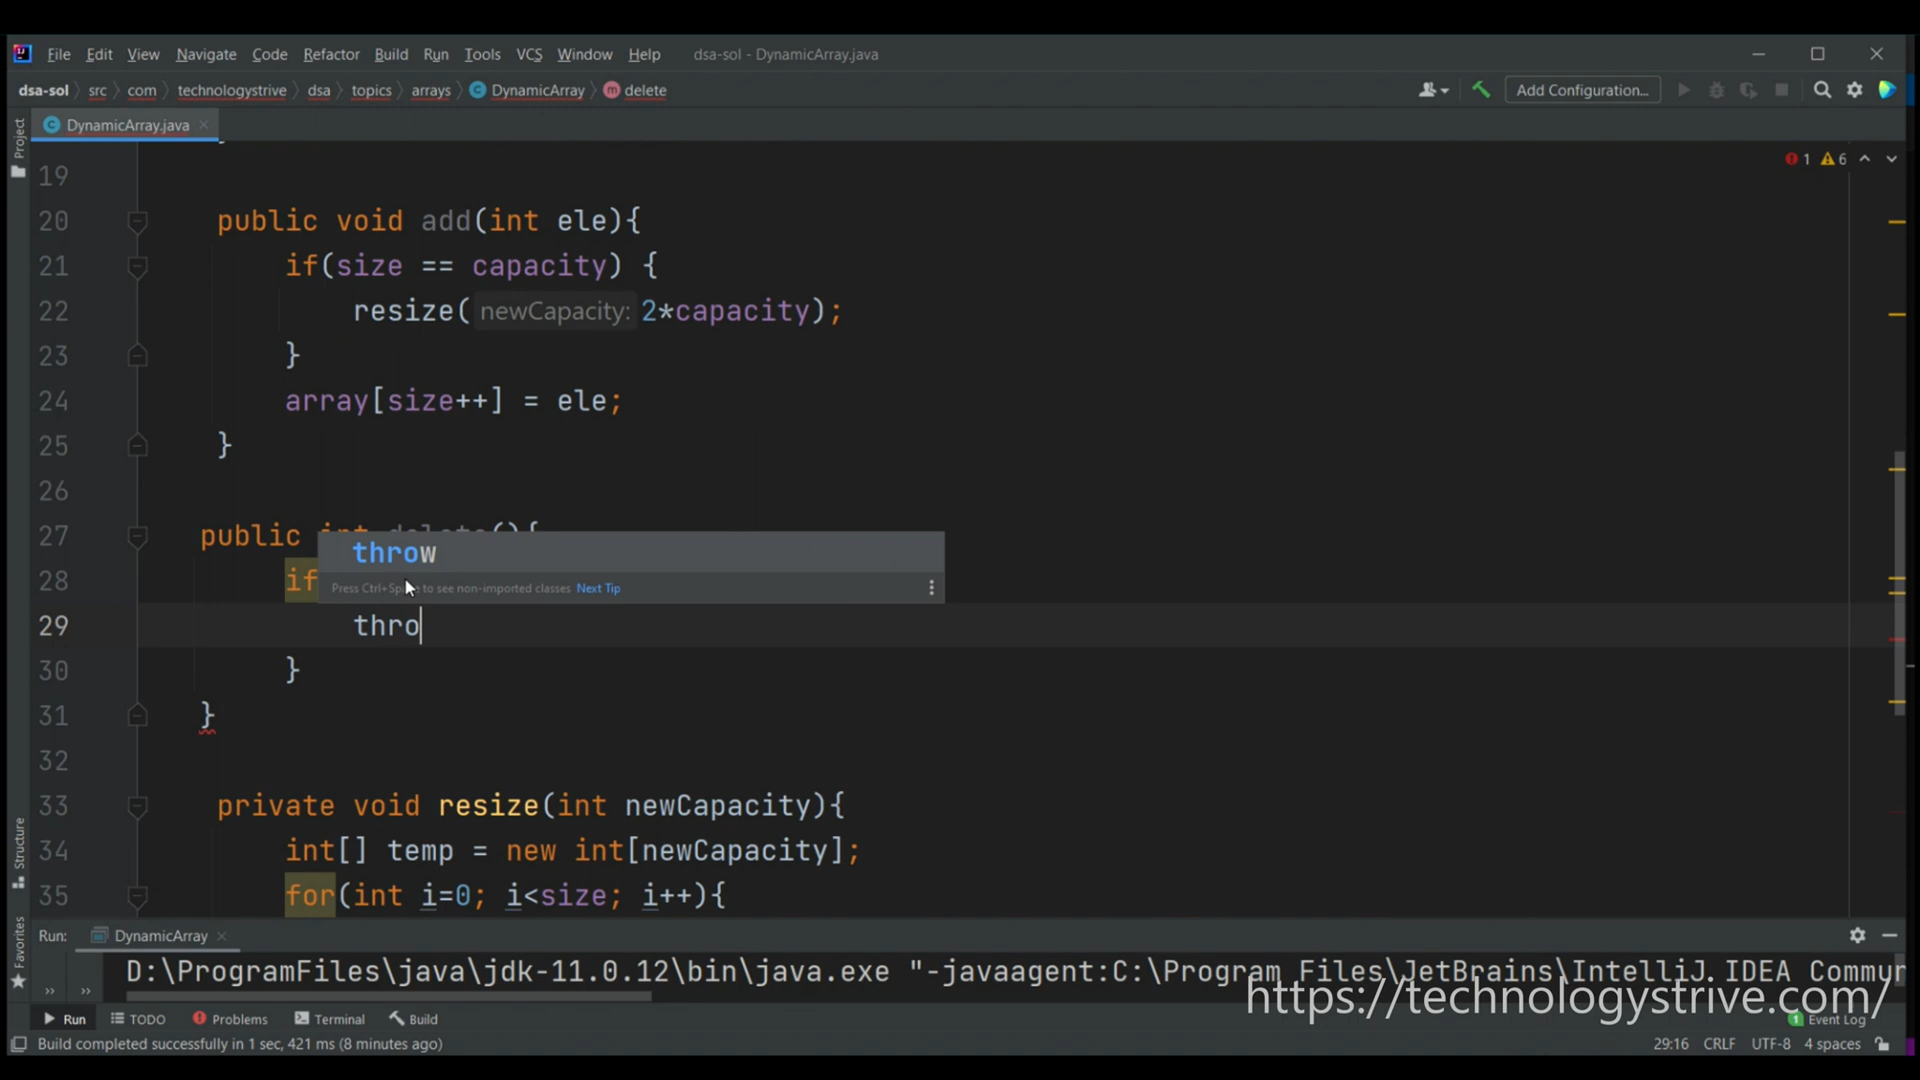 File Edit View Navigate Code Refactor Build Run Tools VCS Window Help dsa-sol - DynamicArray.java
dsa-sol src com technologystrive dsa topics arrays DynamicArray delete Add Configuration...
Project
DynamicArray.java
1 6
19
20 public void add(int ele){
21 if(size == capacity) {
22 resize( newCapacity: 2*capacity);
23 }
24 array[size++] = ele;
25 }
26
27 public int delete(){
throw
28 if
Press Ctrl+Space to see non-imported classes Next Tip
29 thro
30 }
31 }
32
33 private void resize(int newCapacity){
34 int[] temp = new int[newCapacity];
35 for(int i=0; i<size; i++){
Structure
Favorites
Run: DynamicArray
D:\ProgramFiles\java\jdk-11.0.12\bin\java.exe "-javaagent:C:\Program Files\JetBrains\IntelliJ IDEA Commun
https://technologystrive.com/
Run TODO Problems Terminal Build 1 Event Log
Build completed successfully in 1 sec, 421 ms (8 minutes ago) 29:16 CRLF UTF-8 4 spaces